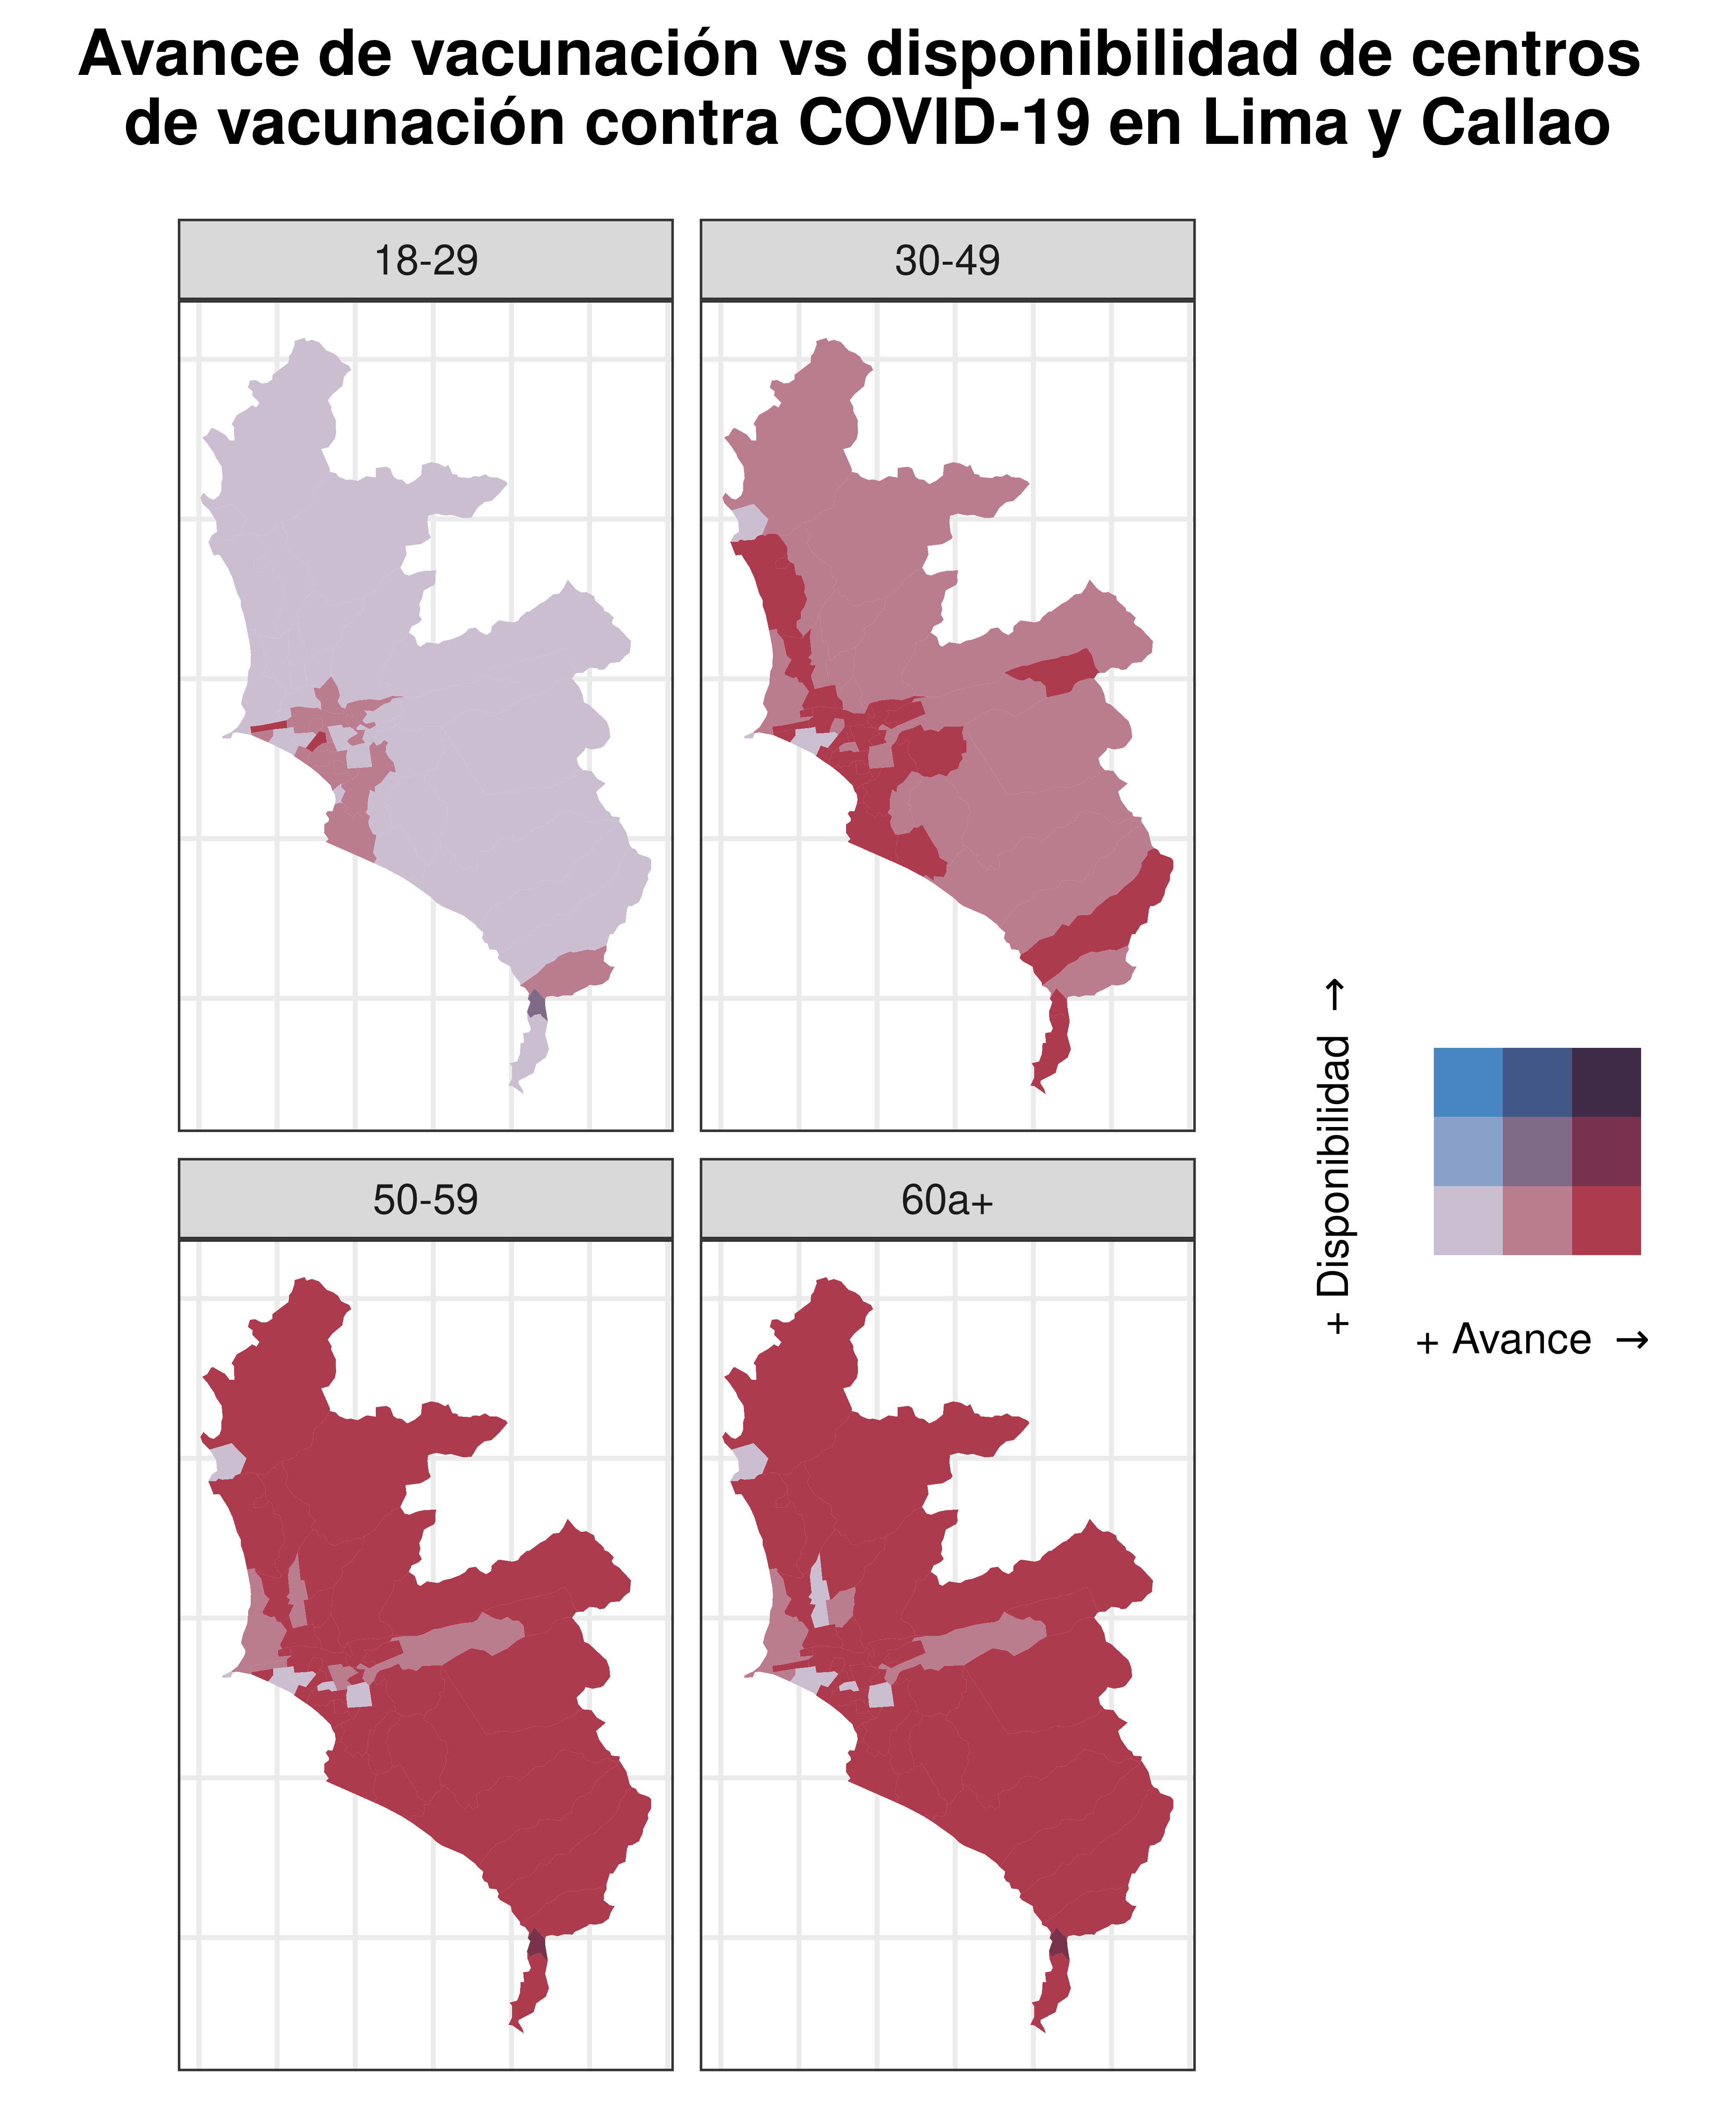 Avance de vacunación vs disponibilidad de centros
de vacunación contra COVID-19 en Lima y Callao
18-29
30-49
50-59
60a+
+ Disponibilidad →
+ Avance →